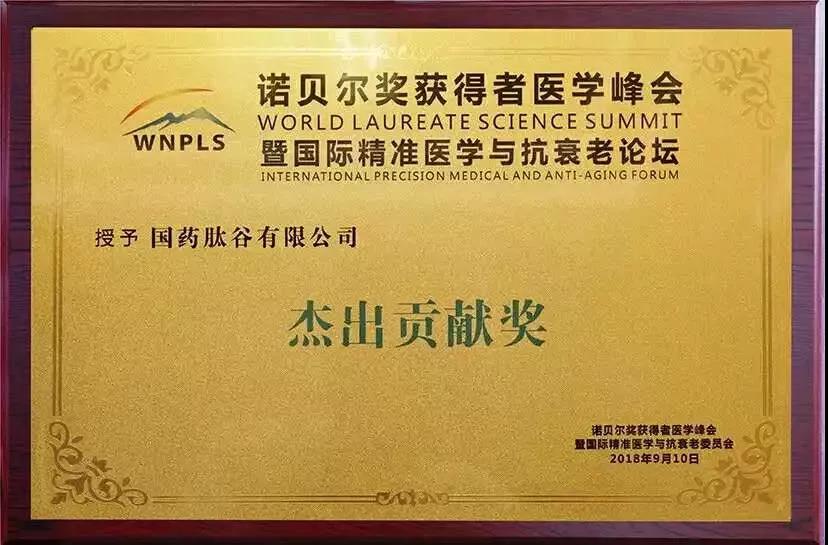 诺贝尔奖获得者医学峰会
WORLD LAUREATE SCIENCE SUMMIT
WNPLS
暨国际精准医学与抗衰老论坛
INTERNATIONAL PRECISION MEDICAL AND ANTI-AGING FORUM
授予 国药肽谷有限公司
杰出贡献奖
诺贝尔奖获得者医学峰会
暨国际精准医学与抗衰老委员会
2018年9月10日